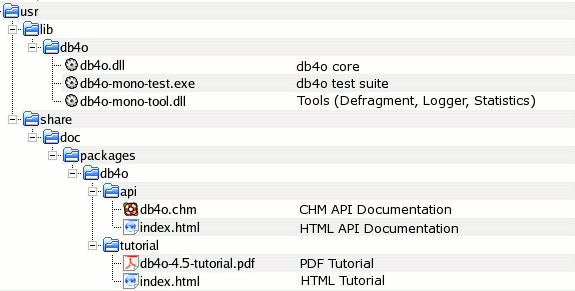 usr
lib
db4o
db4o.dll db4o core
db4o-mono-test.exe db4o test suite
db4o-mono-tool.dll Tools (Defragment, Logger, Statistics)
share
doc
packages
db4o
api
db4o.chm CHM API Documentation
index.html HTML API Documentation
tutorial
db4o-4.5-tutorial.pdf PDF Tutorial
index.html HTML Tutorial